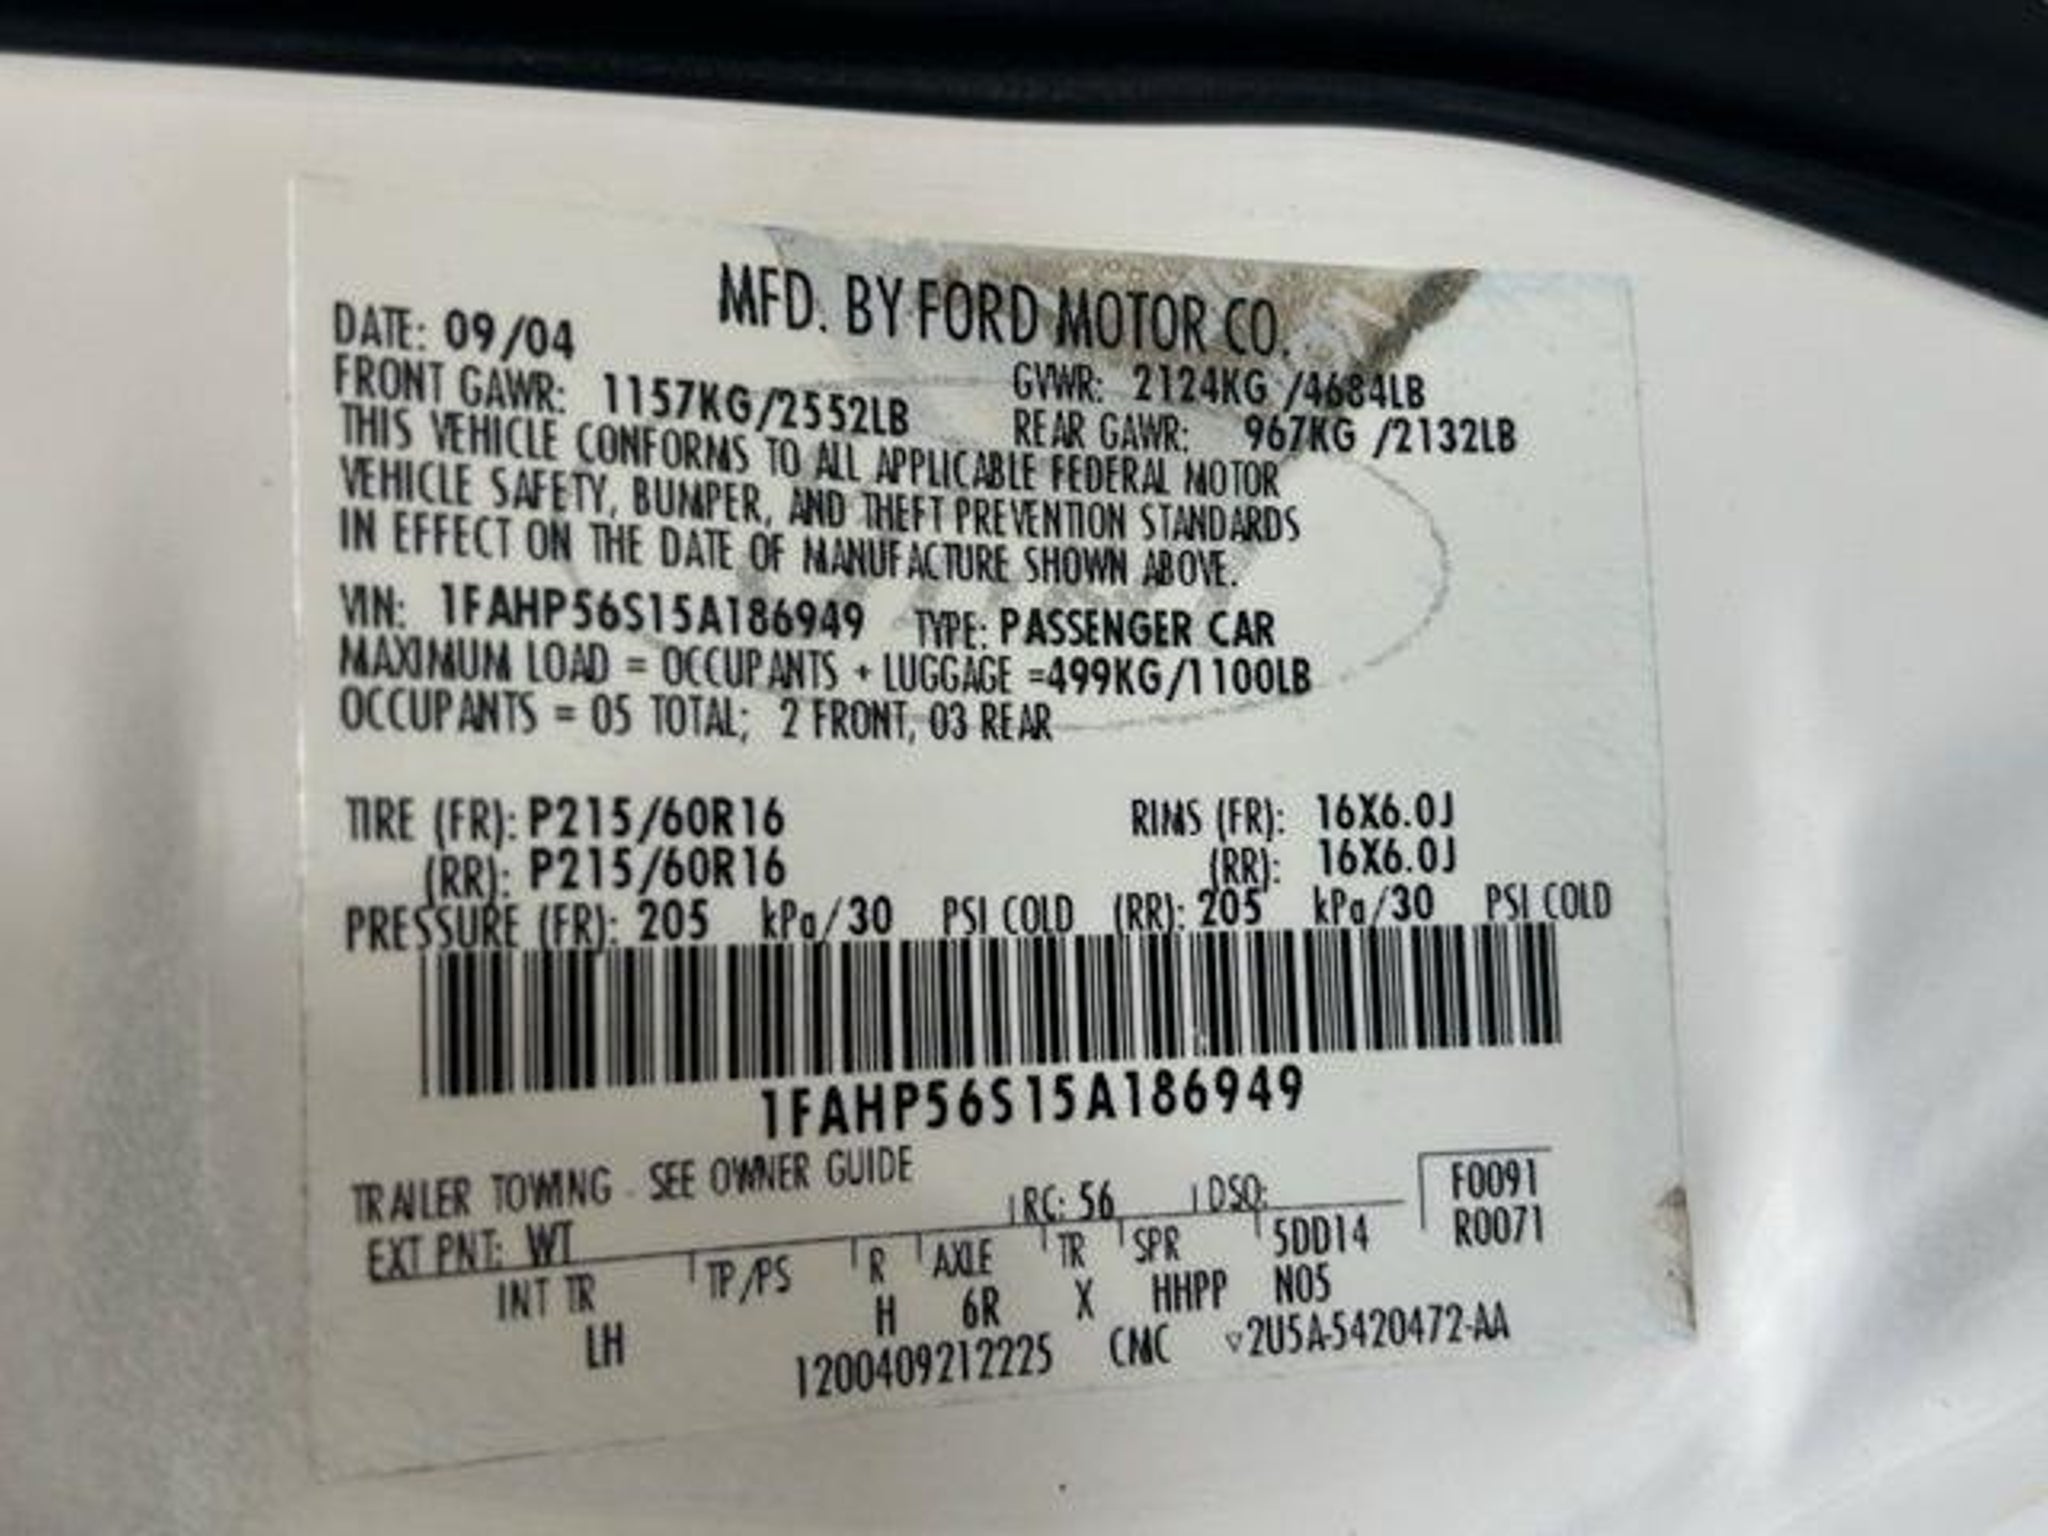 MFD. BY FORD MOTOR CO.
DATE: 09/04
GVWR: 2124KG /4684LB
FRONT GAWR: 1157KG/2552LB
REAR GAWR: 967KG /2132LB
THIS VEHICLE CONFORMS TO ALL APPLICABLE FEDERAL MOTOR
VEHICLE SAFETY, BUMPER, AND THEFT PREVENTION STANDARDS
IN EFFECT ON THE DATE OF MANUFACTURE SHOWN ABOVE.
VIN: 1FAHP56S15A186949 TYPE: PASSENGER CAR
MAXIMUM LOAD = OCCUPANTS + LUGGAGE =499KG/1100LB
OCCUPANTS = 05 TOTAL; 2 FRONT, 03 REAR
TIRE (FR): P215/60R16 RIMS (FR): 16X6.0J
(RR): P215/60R16 (RR): 16X6.0J
PRESSURE (FR): 205 kPa/30 PSI COLD (RR): 205 kPa/30 PSI COLD
1FAHP56S15A186949
TRAILER TOWING - SEE OWNER GUIDE
F0091
EXT PNT: WT RC: 56 DSO:
R0071
INT TR TP/PS R AXLE TR SPR 5DD14
LH H 6R X HHPP N05
1200409212225 CMC ▽2U5A-5420472-AA